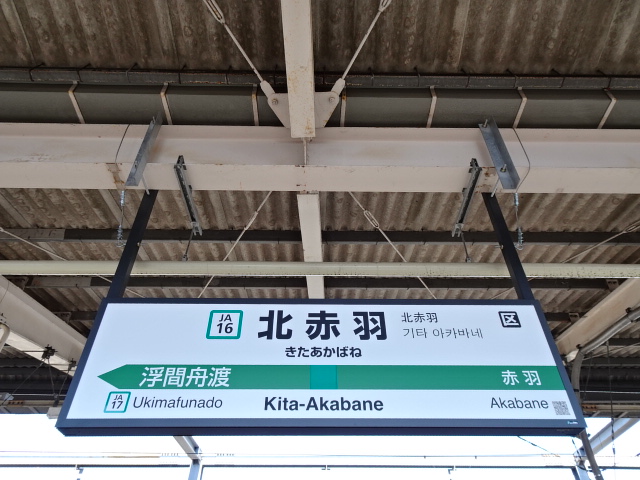 JA
16
北赤羽
北赤羽
기타 아카바네
区
きたあかばね
浮間舟渡
赤羽
JA
17
Ukimafunado
Kita-Akabane
Akabane